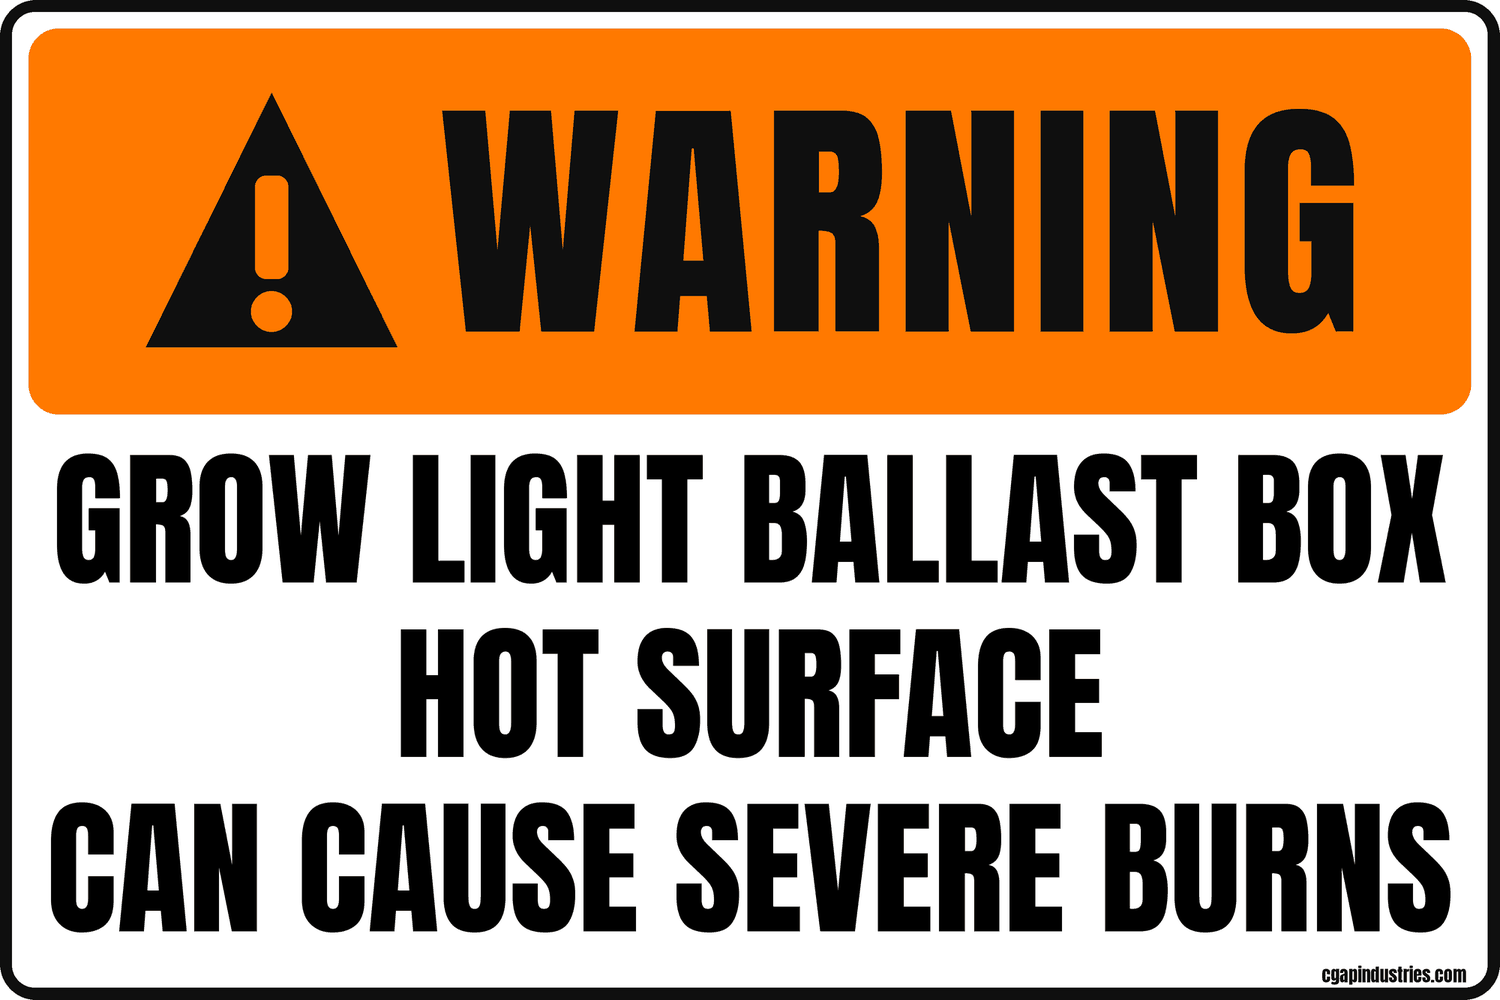 WARNING
GROW LIGHT BALLAST BOX
HOT SURFACE
CAN CAUSE SEVERE BURNS
cgapindustries.com